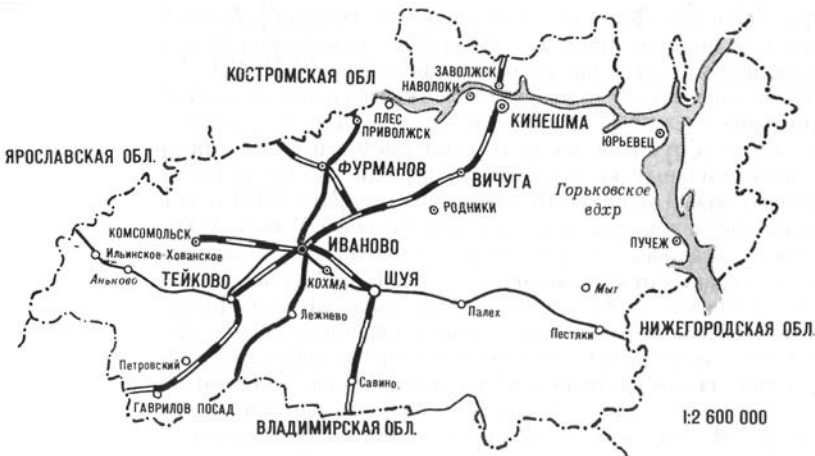 ЗАВОЛЖСК
КОСТРОМСКАЯ ОБЛ
НАВОЛОКИ
ПЛЕС
КИНЕШМА
ПРИВОЛЖСК
ЮРЬЕВЕЦ
ЯРОСЛАВСКАЯ ОБЛ.
ФУРМАНОВ
ВИЧУГА
Горьковское
вдхр
РОДНИКИ
КОМСОМОЛЬСК
ИВАНОВО
ПУЧЕЖ
Ильинское-Хованское
Аньково
ТЕЙКОВО
КОХМА
ШУЯ
Мыт
Лежнево
Палех
Пестяки
НИЖЕГОРОДСКАЯ ОБЛ.
Петровский
Савино.
ГАВРИЛОВ ПОСАД
ВЛАДИМИРСКАЯ ОБЛ.
1:2 600 000